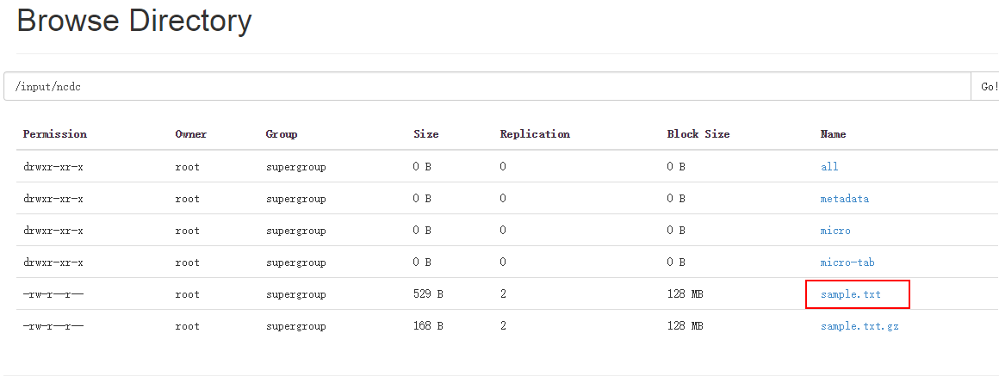 Browse Directory
/input/ncdc Go!
Permission Owner Group Size Replication Block Size Name
drwxr-xr-x root supergroup 0 B 0 0 B all
drwxr-xr-x root supergroup 0 B 0 0 B metadata
drwxr-xr-x root supergroup 0 B 0 0 B micro
drwxr-xr-x root supergroup 0 B 0 0 B micro-tab
-rw-r--r-- root supergroup 529 B 2 128 MB sample.txt
-rw-r--r-- root supergroup 168 B 2 128 MB sample.txt.gz